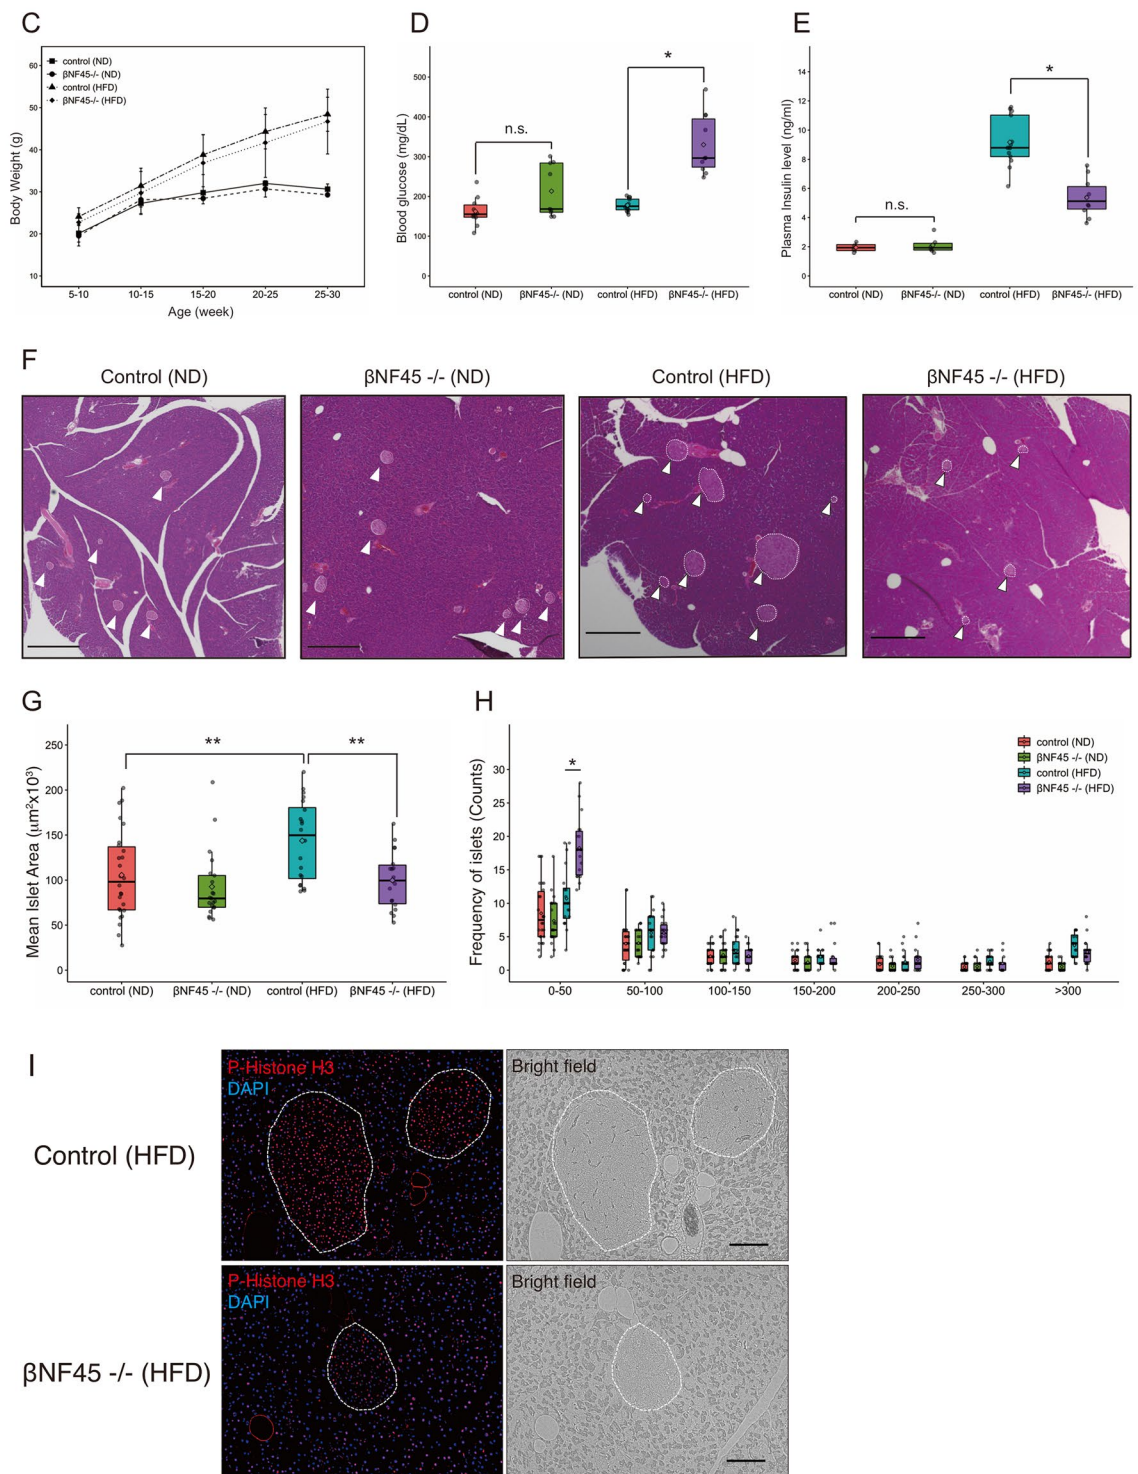 C
Body Weight (g)
60
50
40
30
20
10
control (ND)
βNF45-/- (ND)
control (HFD)
βNF45-/- (HFD)
5-10 10-15 15-20 20-25 25-30
Age (week)
D
Blood glucose (mg/dL)
500
400
300
200
100
0
n.s.
*
control (ND) βNF45-/- (ND) control (HFD) βNF45-/- (HFD)
E
Plasma Insulin level (ng/ml)
14
12
10
8
6
4
2
0
n.s.
*
control (ND) βNF45-/- (ND) control (HFD) βNF45-/- (HFD)
F
Control (ND) βNF45 -/- (ND) Control (HFD) βNF45 -/- (HFD)
G
Mean Islet Area (μm²x10³)
250
200
150
100
50
0
** **
control (ND) βNF45 -/- (ND) control (HFD) βNF45 -/- (HFD)
H
Frequency of islets (Counts)
30
25
20
15
10
5
0
*
control (ND)
βNF45 -/- (ND)
control (HFD)
βNF45 -/- (HFD)
0-50 50-100 100-150 150-200 200-250 250-300 >300
I
Control (HFD)
P-Histone H3
DAPI
Bright field
βNF45 -/- (HFD)
P-Histone H3
DAPI
Bright field